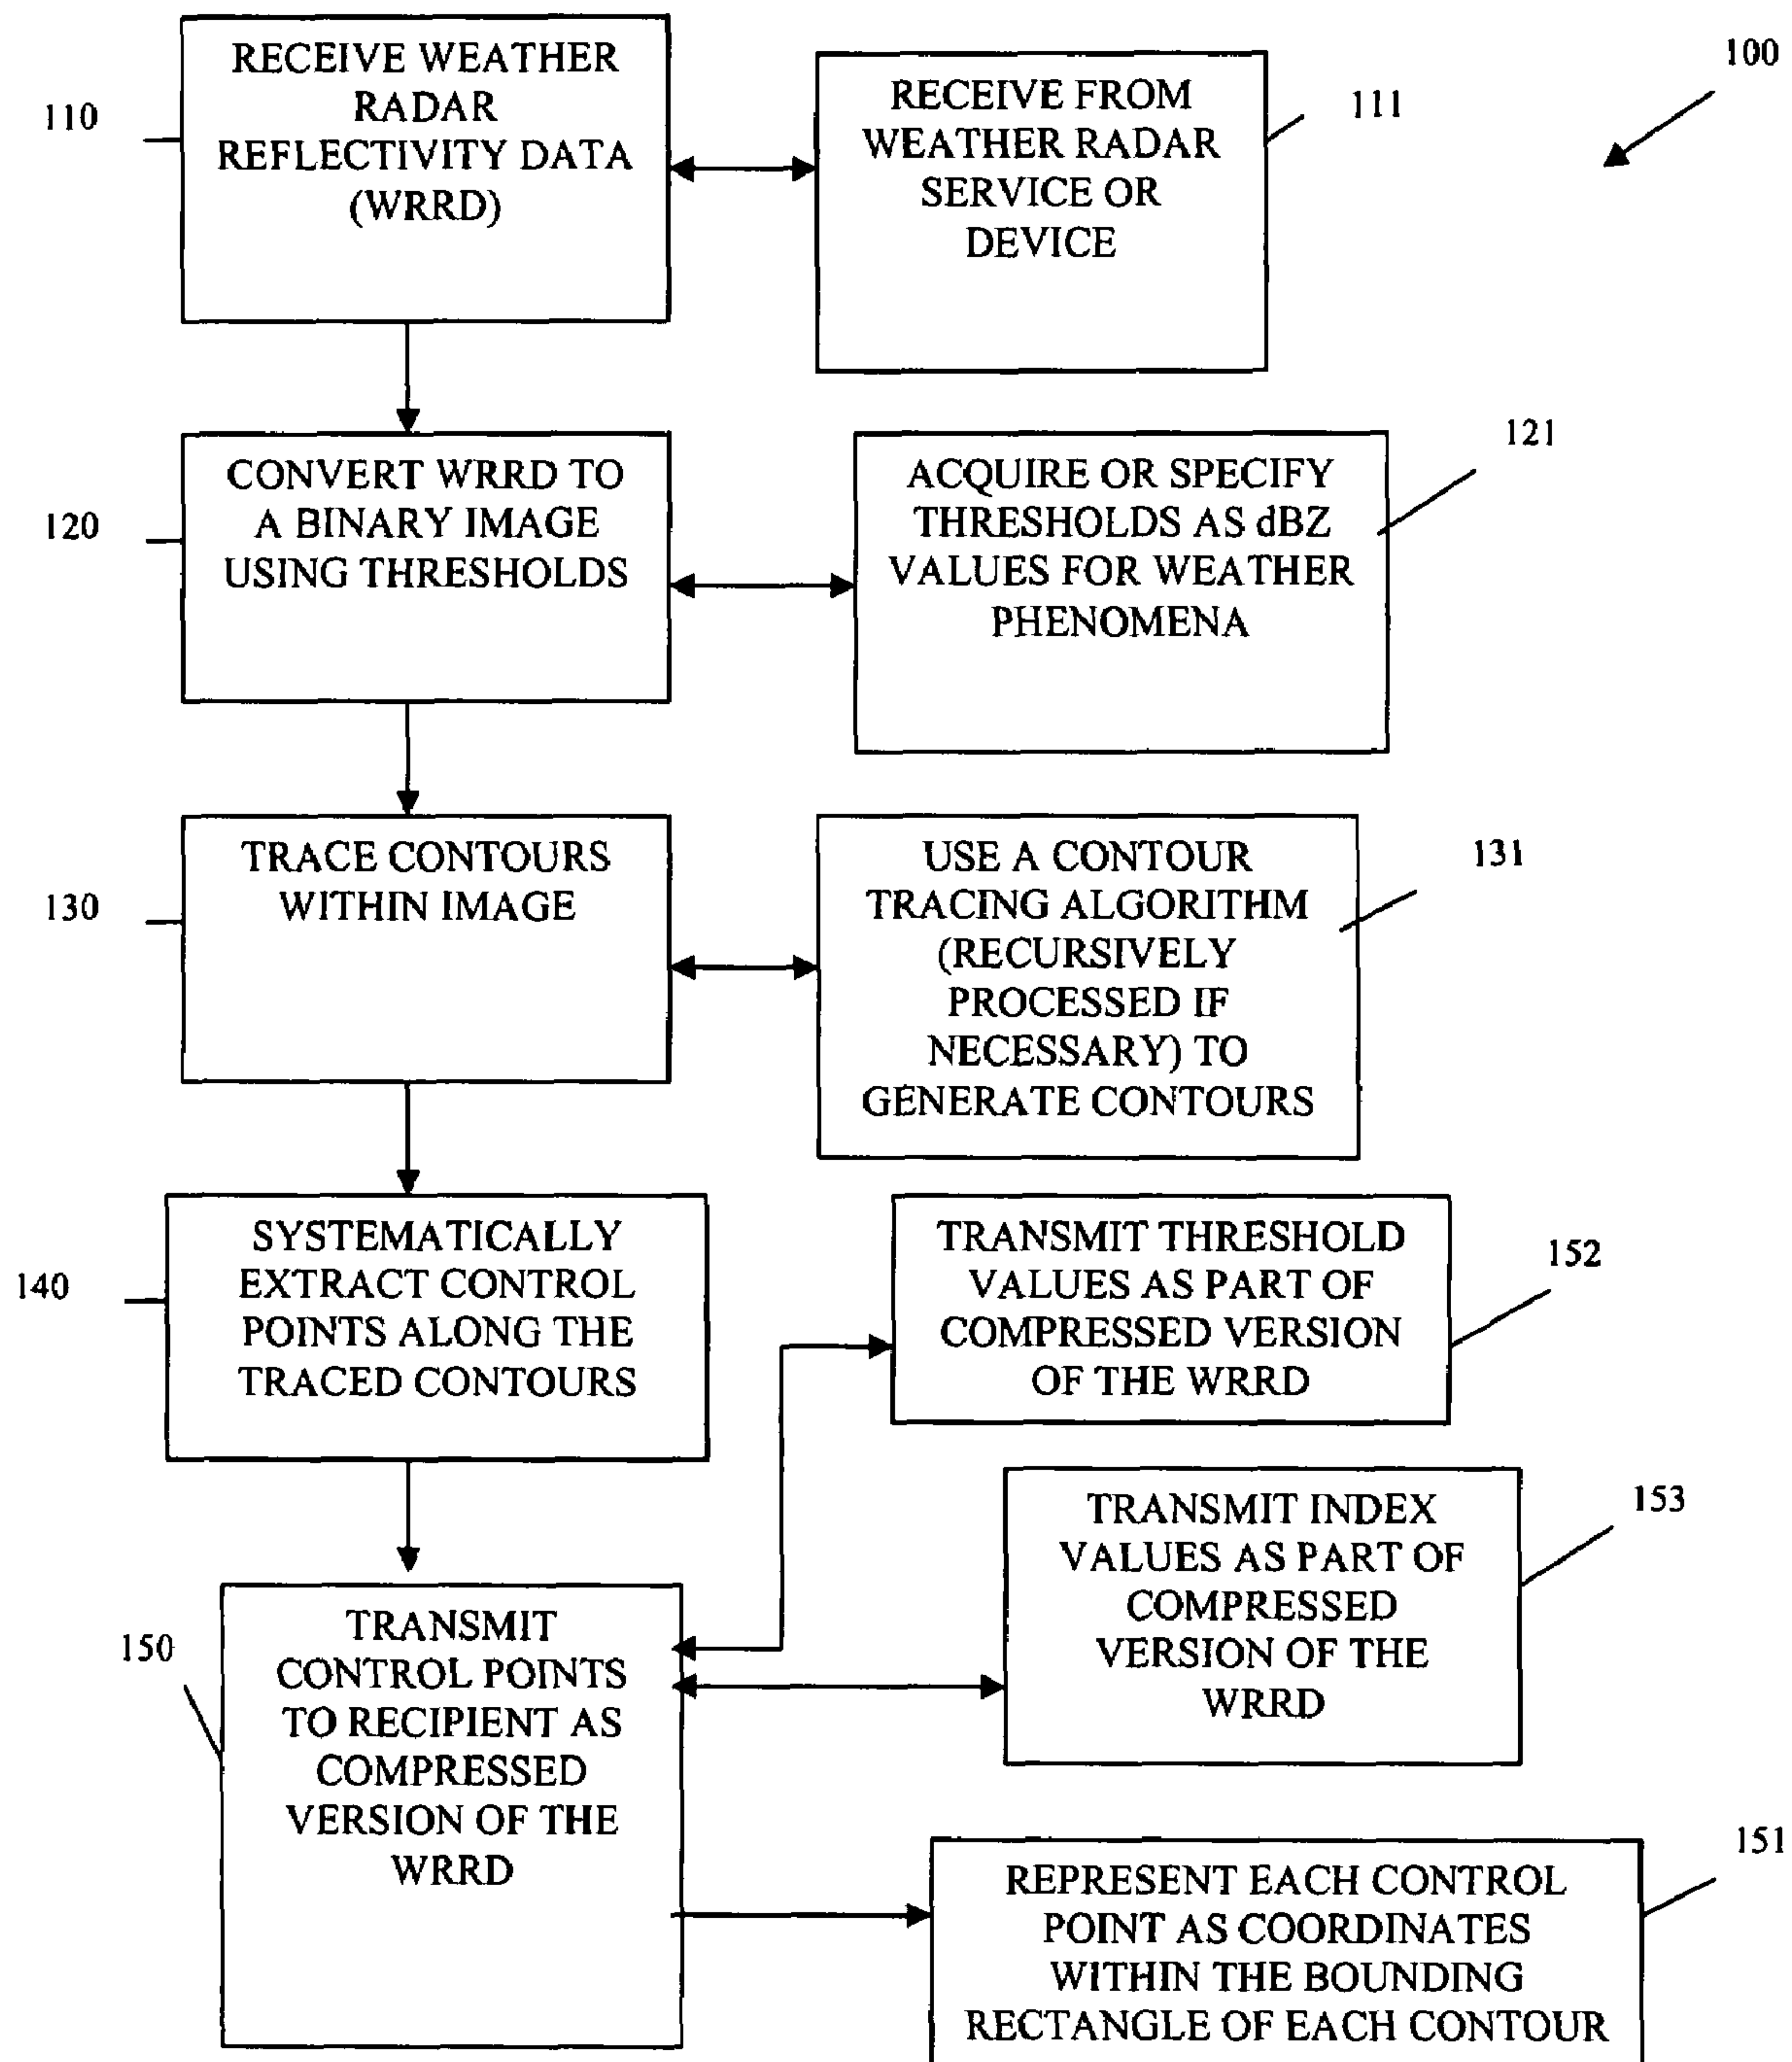 100
110
RECEIVE WEATHER
RADAR
REFLECTIVITY DATA
(WRRD)
RECEIVE FROM
WEATHER RADAR
SERVICE OR
DEVICE
111
120
CONVERT WRRD TO
A BINARY IMAGE
USING THRESHOLDS
ACQUIRE OR SPECIFY
THRESHOLDS AS dBZ
VALUES FOR WEATHER
PHENOMENA
121
130
TRACE CONTOURS
WITHIN IMAGE
USE A CONTOUR
TRACING ALGORITHM
(RECURSIVELY
PROCESSED IF
NECESSARY) TO
GENERATE CONTOURS
131
140
SYSTEMATICALLY
EXTRACT CONTROL
POINTS ALONG THE
TRACED CONTOURS
TRANSMIT THRESHOLD
VALUES AS PART OF
COMPRESSED VERSION
OF THE WRRD
152
TRANSMIT INDEX
VALUES AS PART OF
COMPRESSED
VERSION OF THE
WRRD
153
150
TRANSMIT
CONTROL POINTS
TO RECIPIENT AS
COMPRESSED
VERSION OF THE
WRRD
REPRESENT EACH CONTROL
POINT AS COORDINATES
WITHIN THE BOUNDING
RECTANGLE OF EACH CONTOUR
151